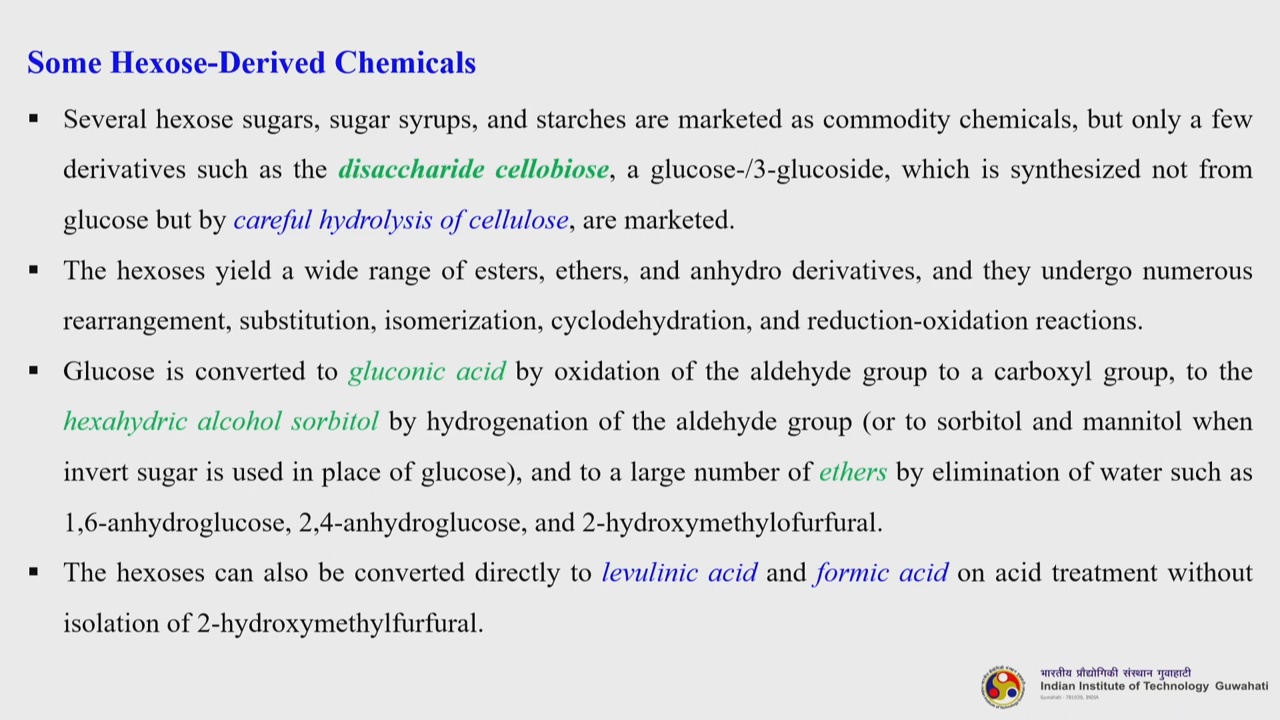 Some Hexose-Derived Chemicals
▪ Several hexose sugars, sugar syrups, and starches are marketed as commodity chemicals, but only a few
derivatives such as the disaccharide cellobiose, a glucose-/3-glucoside, which is synthesized not from
glucose but by careful hydrolysis of cellulose, are marketed.
▪ The hexoses yield a wide range of esters, ethers, and anhydro derivatives, and they undergo numerous
rearrangement, substitution, isomerization, cyclodehydration, and reduction-oxidation reactions.
▪ Glucose is converted to gluconic acid by oxidation of the aldehyde group to a carboxyl group, to the
hexahydric alcohol sorbitol by hydrogenation of the aldehyde group (or to sorbitol and mannitol when
invert sugar is used in place of glucose), and to a large number of ethers by elimination of water such as
1,6-anhydroglucose, 2,4-anhydroglucose, and 2-hydroxymethylofurfural.
▪ The hexoses can also be converted directly to levulinic acid and formic acid on acid treatment without
isolation of 2-hydroxymethylfurfural.
भारतीय प्रौद्योगिकी संस्थान गुवाहाटी
Indian Institute of Technology Guwahati
Guwahati - 781039, INDIA